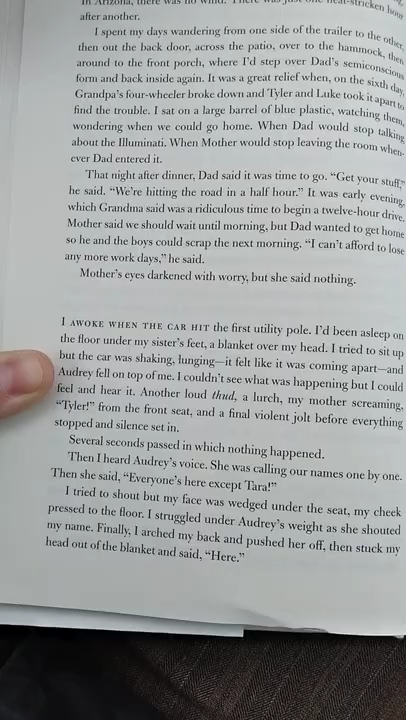 In Arizona, there was no wind. There was just one heat-stricken hour
after another.
I spent my days wandering from one side of the trailer to the other,
then out the back door, across the patio, over to the hammock, then
around to the front porch, where I'd step over Dad's semiconscious
form and back inside again. It was a great relief when, on the sixth day,
Grandpa's four-wheeler broke down and Tyler and Luke took it apart to
find the trouble. I sat on a large barrel of blue plastic, watching them,
wondering when we could go home. When Dad would stop talking
about the Illuminati. When Mother would stop leaving the room when-
ever Dad entered it.
That night after dinner, Dad said it was time to go. “Get your stuff,”
he said. “We're hitting the road in a half hour.” It was early evening,
which Grandma said was a ridiculous time to begin a twelve-hour drive.
Mother said we should wait until morning, but Dad wanted to get home
so he and the boys could scrap the next morning. “I can't afford to lose
any more work days,” he said.
Mother's eyes darkened with worry, but she said nothing.
I AWOKE WHEN THE CAR HIT the first utility pole. I'd been asleep on
the floor under my sister's feet, a blanket over my head. I tried to sit up
but the car was shaking, lunging—it felt like it was coming apart—and
Audrey fell on top of me. I couldn't see what was happening but I could
feel and hear it. Another loud thud, a lurch, my mother screaming,
“Tyler!” from the front seat, and a final violent jolt before everything
stopped and silence set in.
Several seconds passed in which nothing happened.
Then I heard Audrey's voice. She was calling our names one by one.
Then she said, “Everyone's here except Tara!”
I tried to shout but my face was wedged under the seat, my cheek
pressed to the floor. I struggled under Audrey's weight as she shouted
my name. Finally, I arched my back and pushed her off, then stuck my
head out of the blanket and said, “Here.”